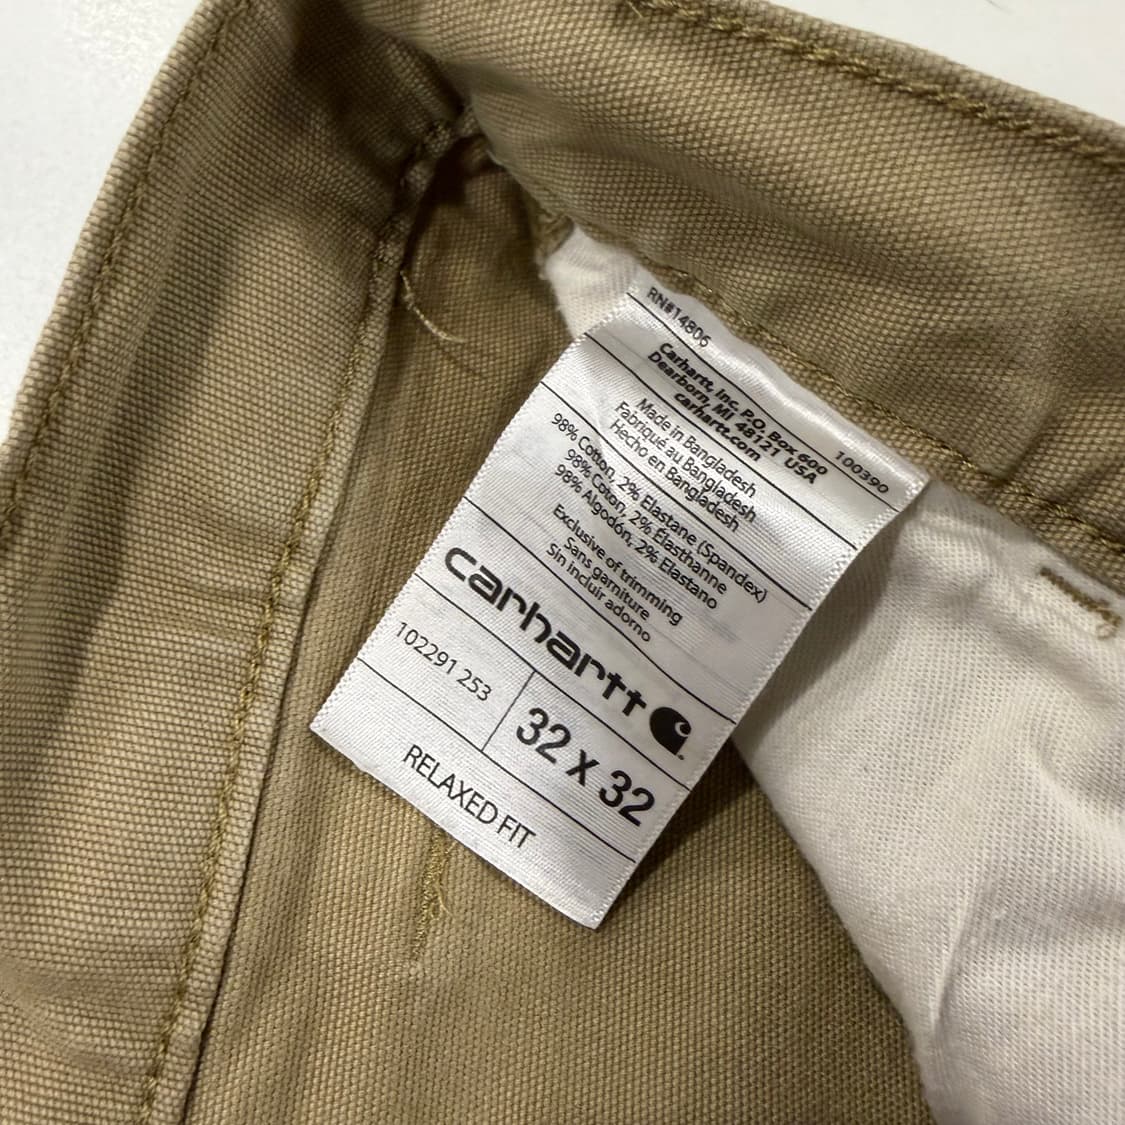 RN#14806
Carhartt, Inc. P.O. Box 600
Dearborn, MI 48121 USA
carhartt.com
100390
Made in Bangladesh
Fabriqué au Bangladesh
Hecho en Bangladesh
98% Cotton, 2% Elastane (Spandex)
98% Coton, 2% Élasthanne
98% Algodón, 2% Elastano
Exclusive of trimming
Sans garniture
Sin incluir adorno
carhartt
102291 253
32 x 32
RELAXED FIT